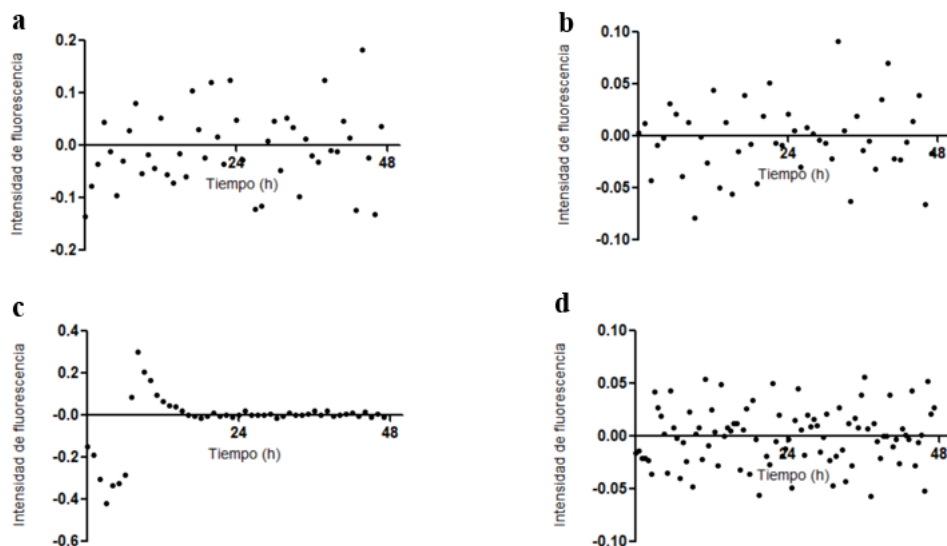 a
Intensidad de fluorescencia
0.2
0.1
0.0
-0.1
-0.2
24
48
Tiempo (h)
b
Intensidad de fluorescencia
0.10
0.05
0.00
-0.05
-0.10
24
48
Tiempo (h)
c
Intensidad de fluorescencia
0.4
0.2
-0.0
-0.2
-0.4
-0.6
24
48
Tiempo (h)
d
Intensidad de fluorescencia
0.10
0.05
0.00
-0.05
-0.10
24
48
Tiempo (h)